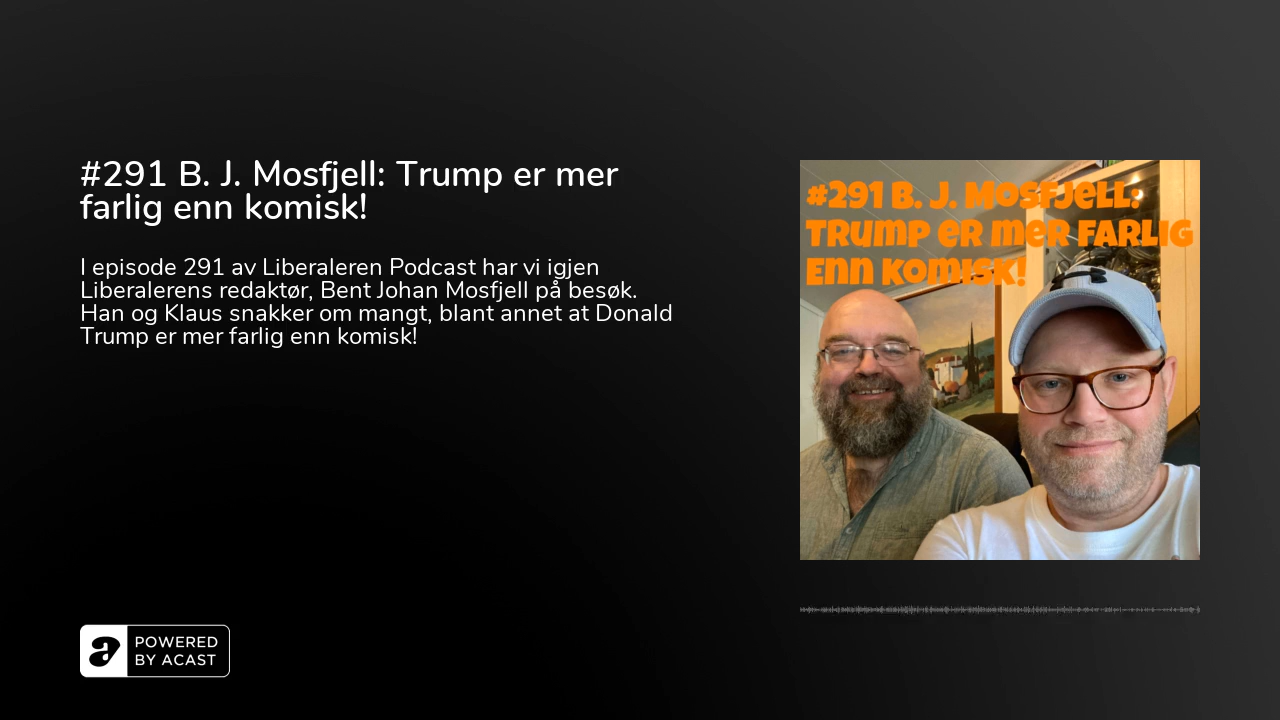 #291 B. J. Mosfjell: Trump er mer
farlig enn komisk!
I episode 291 av Liberaleren Podcast har vi igjen
Liberalerens redaktør, Bent Johan Mosfjell på besøk.
Han og Klaus snakker om mangt, blant annet at Donald
Trump er mer farlig enn komisk!
#291 B. J. Mosfjell:
Trump er mer farlig
enn komisk!
a
POWERED
BY ACAST